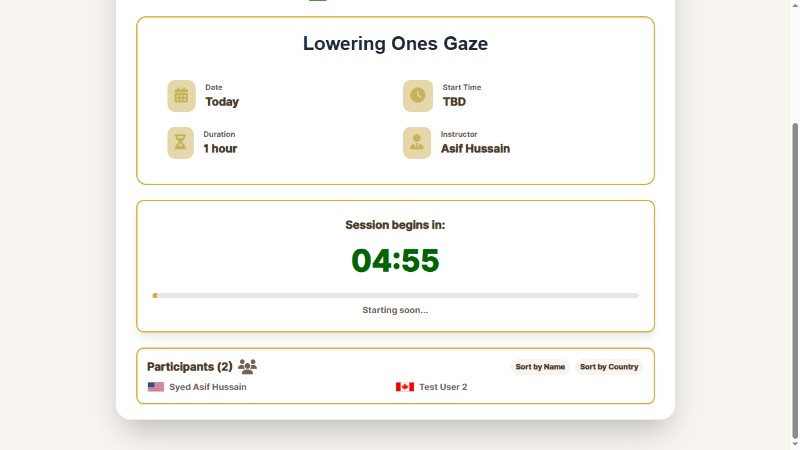 Lowering Ones Gaze
Date
Today
Start Time
TBD
Duration
1 hour
Instructor
Asif Hussain
Session begins in:
04:55
Starting soon...
Participants (2)
Sort by Name
Sort by Country
Syed Asif Hussain
Test User 2